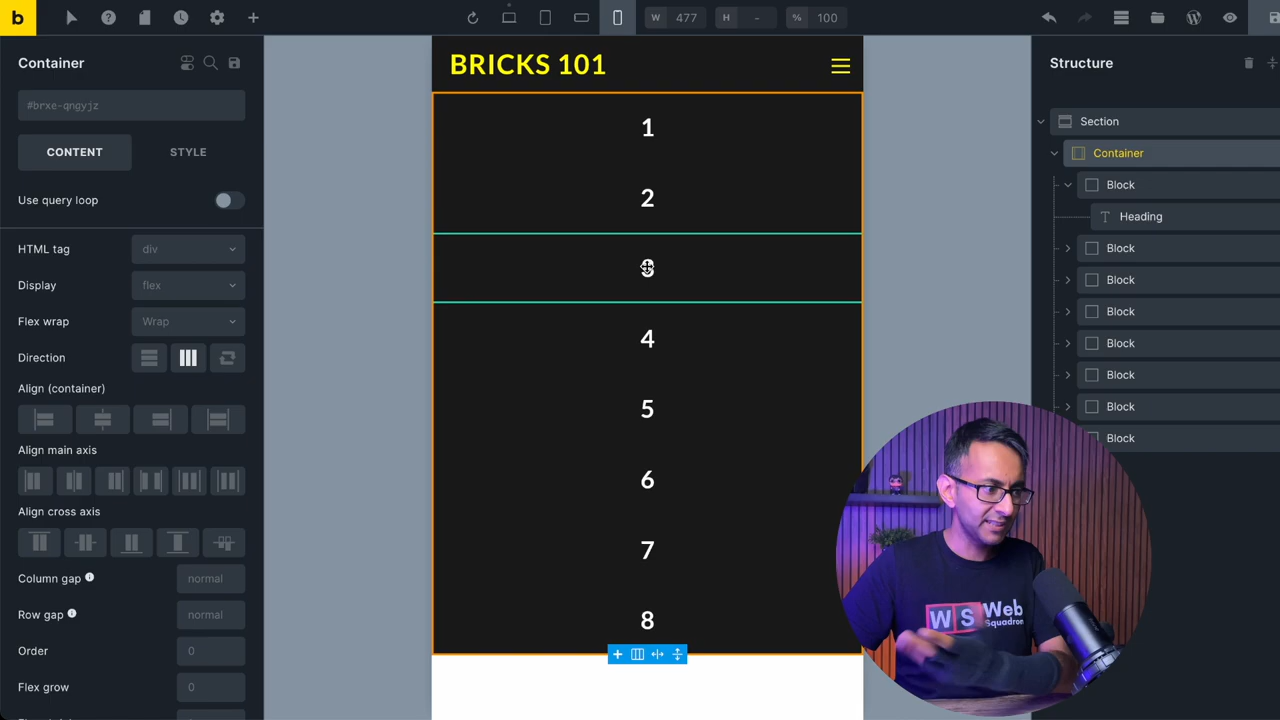 b
W 477 H - % 100
Container
#brxe-qngyjz
CONTENT STYLE
Use query loop
HTML tag div
Display flex
Flex wrap Wrap
Direction
Align (container)
Align main axis
Align cross axis
Column gap normal
Row gap normal
Order 0
Flex grow 0
BRICKS 101
1
2
3
4
5
6
7
8
Structure
Section
Container
Block
Heading
Block
Block
Block
Block
Block
Block
Block
WS Web
Squadron